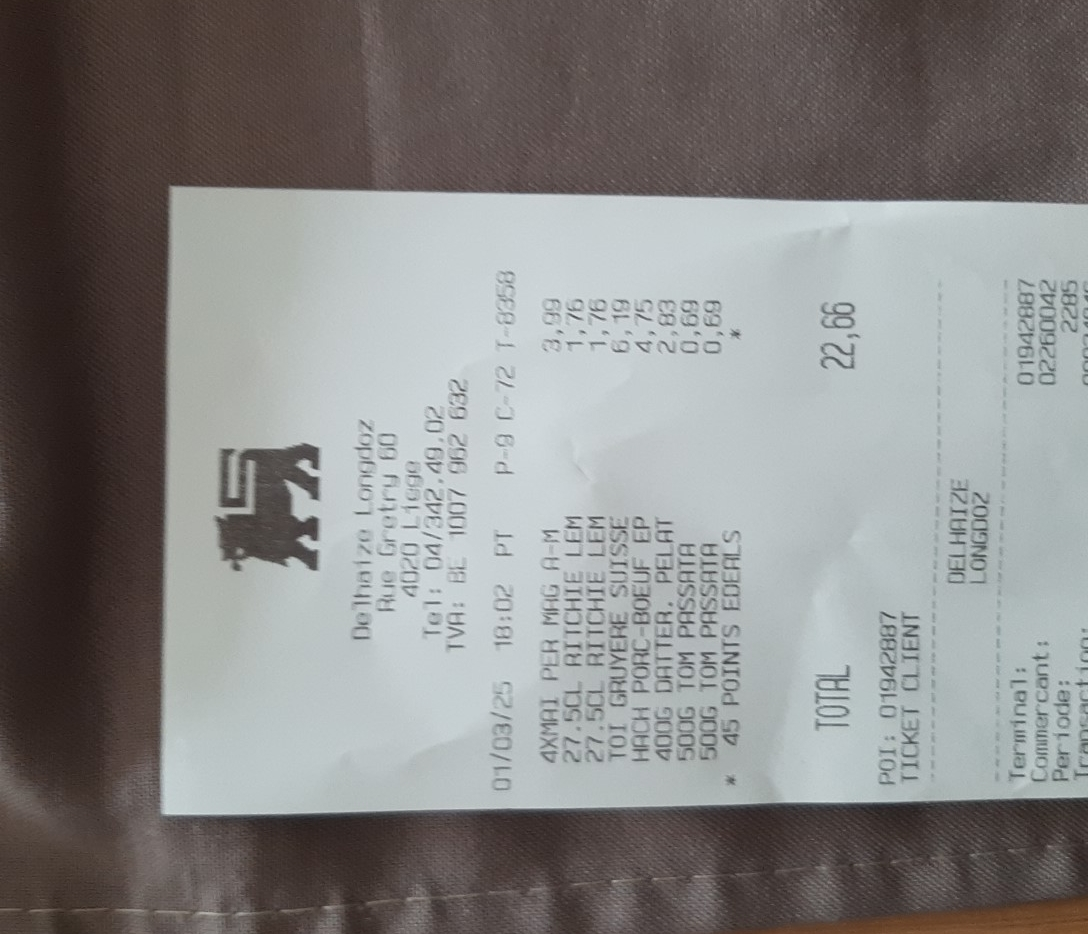 Delhaize Longdoz
Rue Gretry 60
4020 Liege
Tel: 04/342.49.02
TVA: BE 1007 962 632
01/03/25 18:02 PT P-9 C-72 T-8358
4XMAI PER MAG A-M 3,99
27.5CL RITCHIE LEM 1,76
27.5CL RITCHIE LEM 1,76
TOI GRUYERE SUISSE 6,19
HACH PORC-BOEUF EP 4,75
400G DATTER. PELAT 2,83
500G TOM PASSATA 0,69
500G TOM PASSATA 0,69
* 45 POINTS EDERLS *
TOTAL 22,66
POI: 01942887
TICKET CLIENT
DELHAIZE
LONGDOZ
Terminal: 01942887
Commercant: 02260042
Periode: 2285